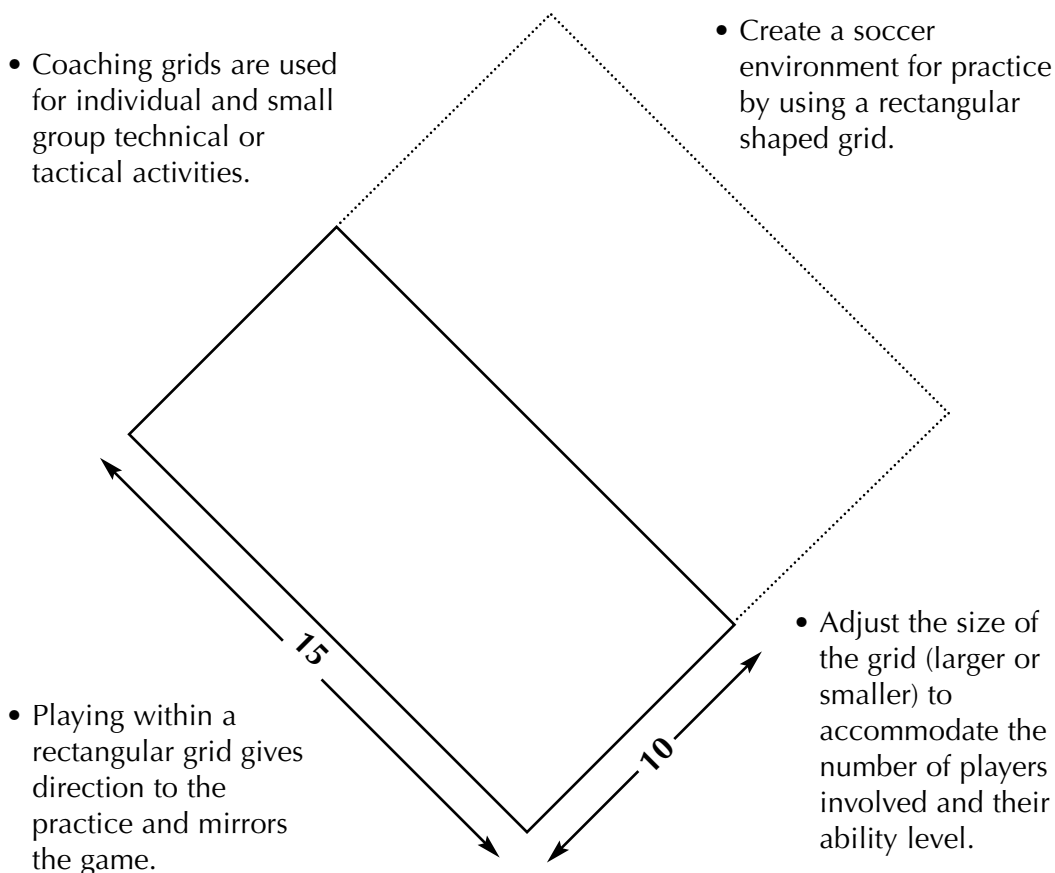 • Coaching grids are used
for individual and small
group technical or
tactical activities.
• Create a soccer
environment for practice
by using a rectangular
shaped grid.
15
10
• Playing within a
rectangular grid gives
direction to the
practice and mirrors
the game.
• Adjust the size of
the grid (larger or
smaller) to
accommodate the
number of players
involved and their
ability level.